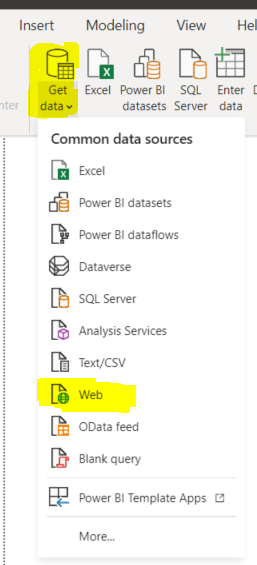 Insert Modeling View Hel
nter Get data Excel Power BI datasets SQL Server Enter data
Common data sources
Excel
Power BI datasets
Power BI dataflows
Dataverse
SQL Server
Analysis Services
Text/CSV
Web
OData feed
Blank query
Power BI Template Apps
More...